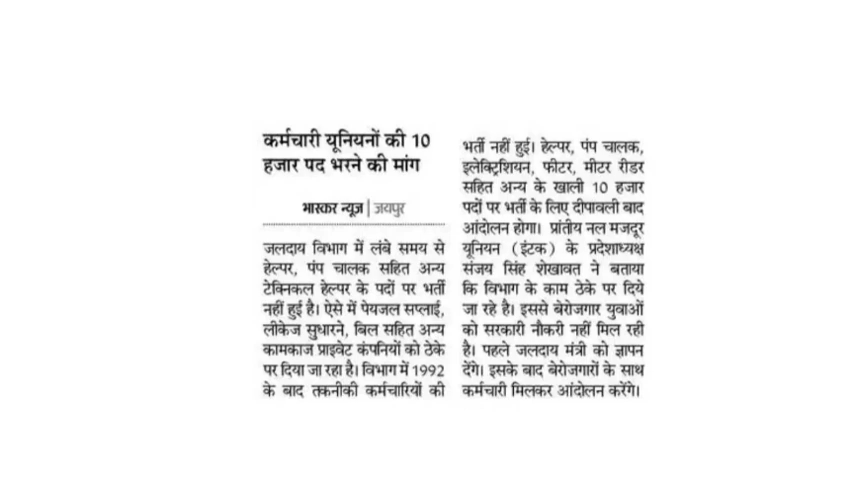 कर्मचारी यूनियनों की 10
हजार पद भरने की मांग
भास्कर न्यूज | जयपुर
जलदाय विभाग में लंबे समय से
हेल्पर, पंप चालक सहित अन्य
टेक्निकल हेल्पर के पदों पर भर्ती
नहीं हुई है। ऐसे में पेयजल सप्लाई,
लीकेज सुधारने, बिल सहित अन्य
कामकाज प्राइवेट कंपनियों को ठेके
पर दिया जा रहा है। विभाग में 1992
के बाद तकनीकी कर्मचारियों की
भर्ती नहीं हुई। हेल्पर, पंप चालक,
इलेक्ट्रिशियन, फीटर, मीटर रीडर
सहित अन्य के खाली 10 हजार
पदों पर भर्ती के लिए दीपावली बाद
आंदोलन होगा। प्रांतीय नल मजदूर
यूनियन (इंटक) के प्रदेशाध्यक्ष
संजय सिंह शेखावत ने बताया
कि विभाग के काम ठेके पर दिये
जा रहे है। इससे बेरोजगार युवाओं
को सरकारी नौकरी नहीं मिल रही
है। पहले जलदाय मंत्री को ज्ञापन
देंगे। इसके बाद बेरोजगारों के साथ
कर्मचारी मिलकर आंदोलन करेंगे।